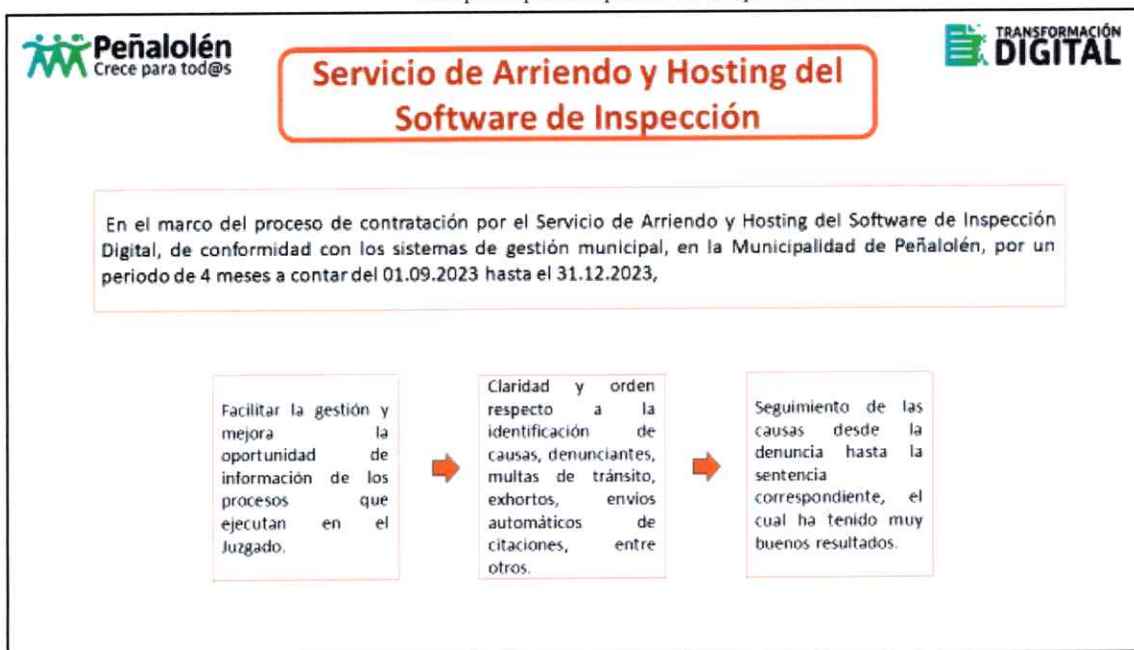 Peñalolén
Crece para tod@s
TRANSFORMACIÓN
DIGITAL
Servicio de Arriendo y Hosting del
Software de Inspección
En el marco del proceso de contratación por el Servicio de Arriendo y Hosting del Software de Inspección
Digital, de conformidad con los sistemas de gestión municipal, en la Municipalidad de Peñalolén, por un
periodo de 4 meses a contar del 01.09.2023 hasta el 31.12.2023,
Facilitar la gestión y
mejora la
oportunidad de
información de los
procesos que
ejecutan en el
Juzgado.
Claridad y orden
respecto a la
identificación de
causas, denunciantes,
multas de tránsito,
exhortos, envios
automáticos de
citaciones, entre
otros.
Seguimiento de las
causas desde la
denuncia hasta la
sentencia
correspondiente, el
cual ha tenido muy
buenos resultados.